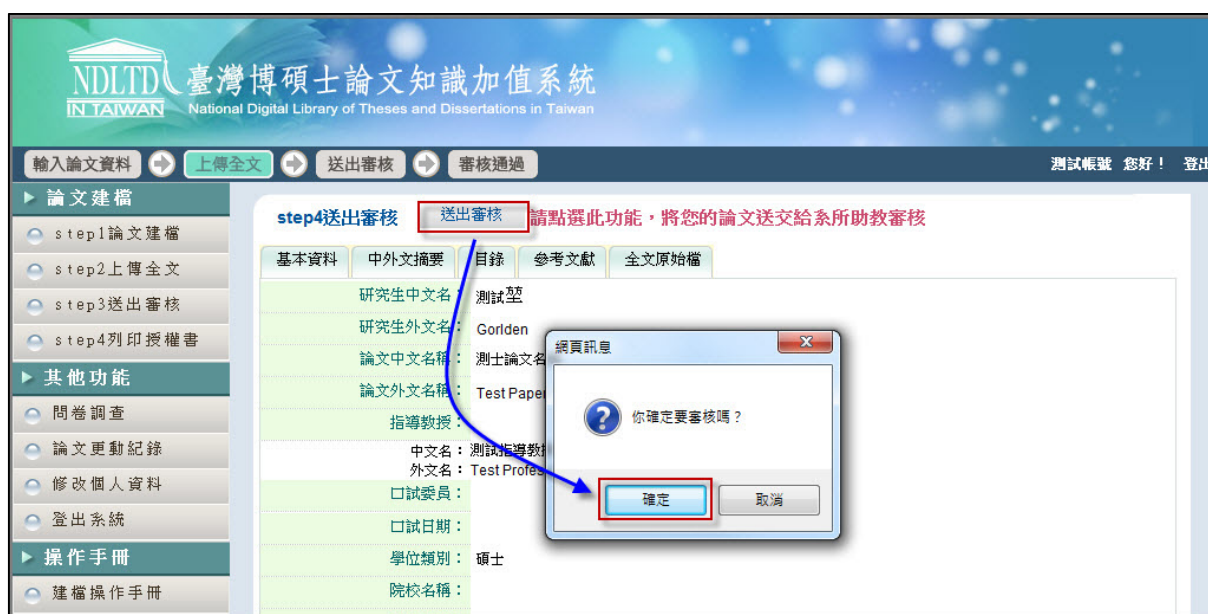 NDLTD 臺灣博碩士論文知識加值系統
IN TAIWAN National Digital Library of Theses and Dissertations in Taiwan
輸入論文資料 上傳全文 送出審核 審核通過 測試帳號 您好! 登出
論文建檔
step1論文建檔
step2上傳全文
step3送出審核
step4列印授權書
其他功能
問卷調查
論文更動紀錄
修改個人資料
登出系統
操作手冊
建檔操作手冊
step4送出審核 送出審核 請點選此功能,將您的論文送交給系所助教審核
基本資料 中外文摘要 目錄 參考文獻 全文原始檔
研究生中文名: 測試堃
研究生外文名: Gorlden
論文中文名稱: 測士論文名
論文外文名稱: Test Paper
指導教授:
中文名: 測試指導教
外文名: Test Profes
口試委員:
口試日期:
學位類別: 碩士
院校名稱:
網頁訊息
你確定要審核嗎?
確定 取消